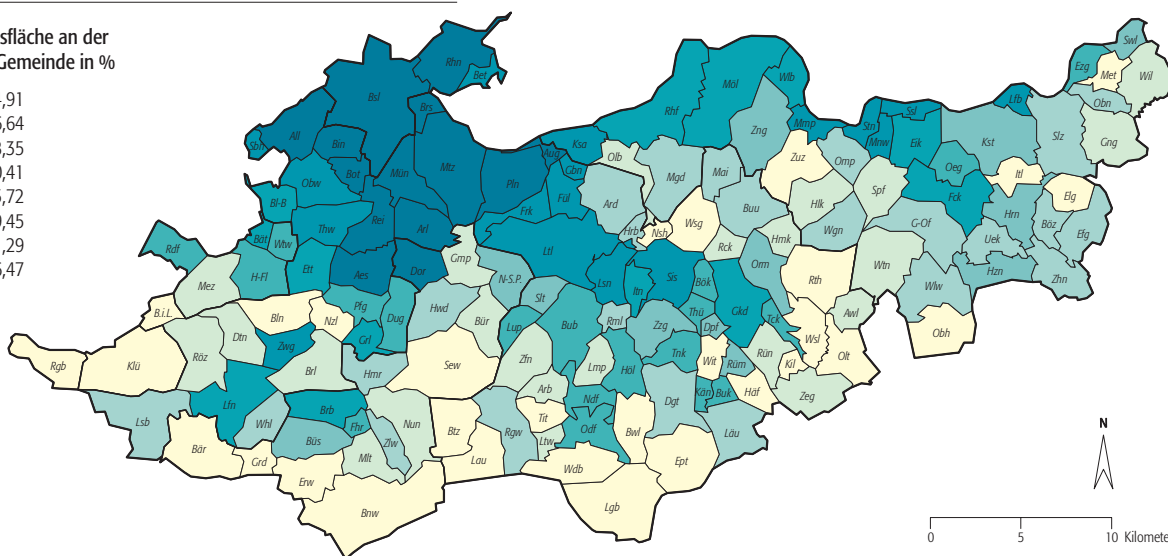 sfläche an der
Gemeinde in %
,91
,64
,35
,41
,72
,45
,29
,47
Rhn
Bet
Bsl
Brs
All
Sbn
Bin
Bot
Mün
Mtz
Obw
Bl-B
Rei
Arl
Pln
Aug
Gbn
Ksa
Frk
Fül
Thw
Bät
Wtw
Rdf
H-Fl
Ett
Aes
Dor
Gmp
Mez
Ltl
N-S.P.
Rhf
Möl
Wlb
Zng
Mmp
Olb
Mgd
Mai
Zuz
Omp
Ard
Hrb
Nsh
Wsg
Buu
Hlk
Wgn
Rck
Hmk
Spf
Stn
Mnw
Ssl
Eik
Lfb
Kst
Oeg
Fck
Itl
Slz
Elg
Hrn
Böz
Efg
Uek
G-Of
Hzn
Zhn
Wlw
Obh
Wtn
Ezg
Swl
Met
Wil
Obn
Gng
Lsn
Itn
Sis
Bök
Orm
Rth
Thü
Gkd
Tck
Dpf
Awl
Wsl
Olt
B.i.L.
Bln
Nzl
Pfg
Dug
Grl
Hwd
Bür
Slt
Lup
Bub
Rml
Zzg
Tnk
Wit
Rüm
Rün
Kil
Zeg
Rgb
Klü
Röz
Dtn
Zwg
Brl
Hmr
Sew
Zfn
Lmp
Höl
Arb
Ndf
Kän
Buk
Häf
Dgt
Läu
Lsb
Lfn
Whl
Brb
Fhr
Büs
Zlw
Nun
Mlt
Bär
Grd
Erw
Bnw
Btz
Lau
Rgw
Tit
Ltw
Odf
Bwl
Wdb
Ept
Lgb
N
0 5 10 Kilomete